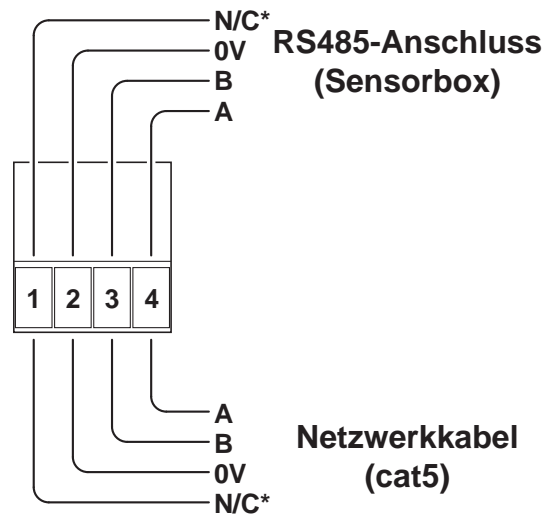 N/C*
0V
B
A
RS485-Anschluss
(Sensorbox)
1 2 3 4
A
B
0V
N/C*
Netzwerkkabel
(cat5)